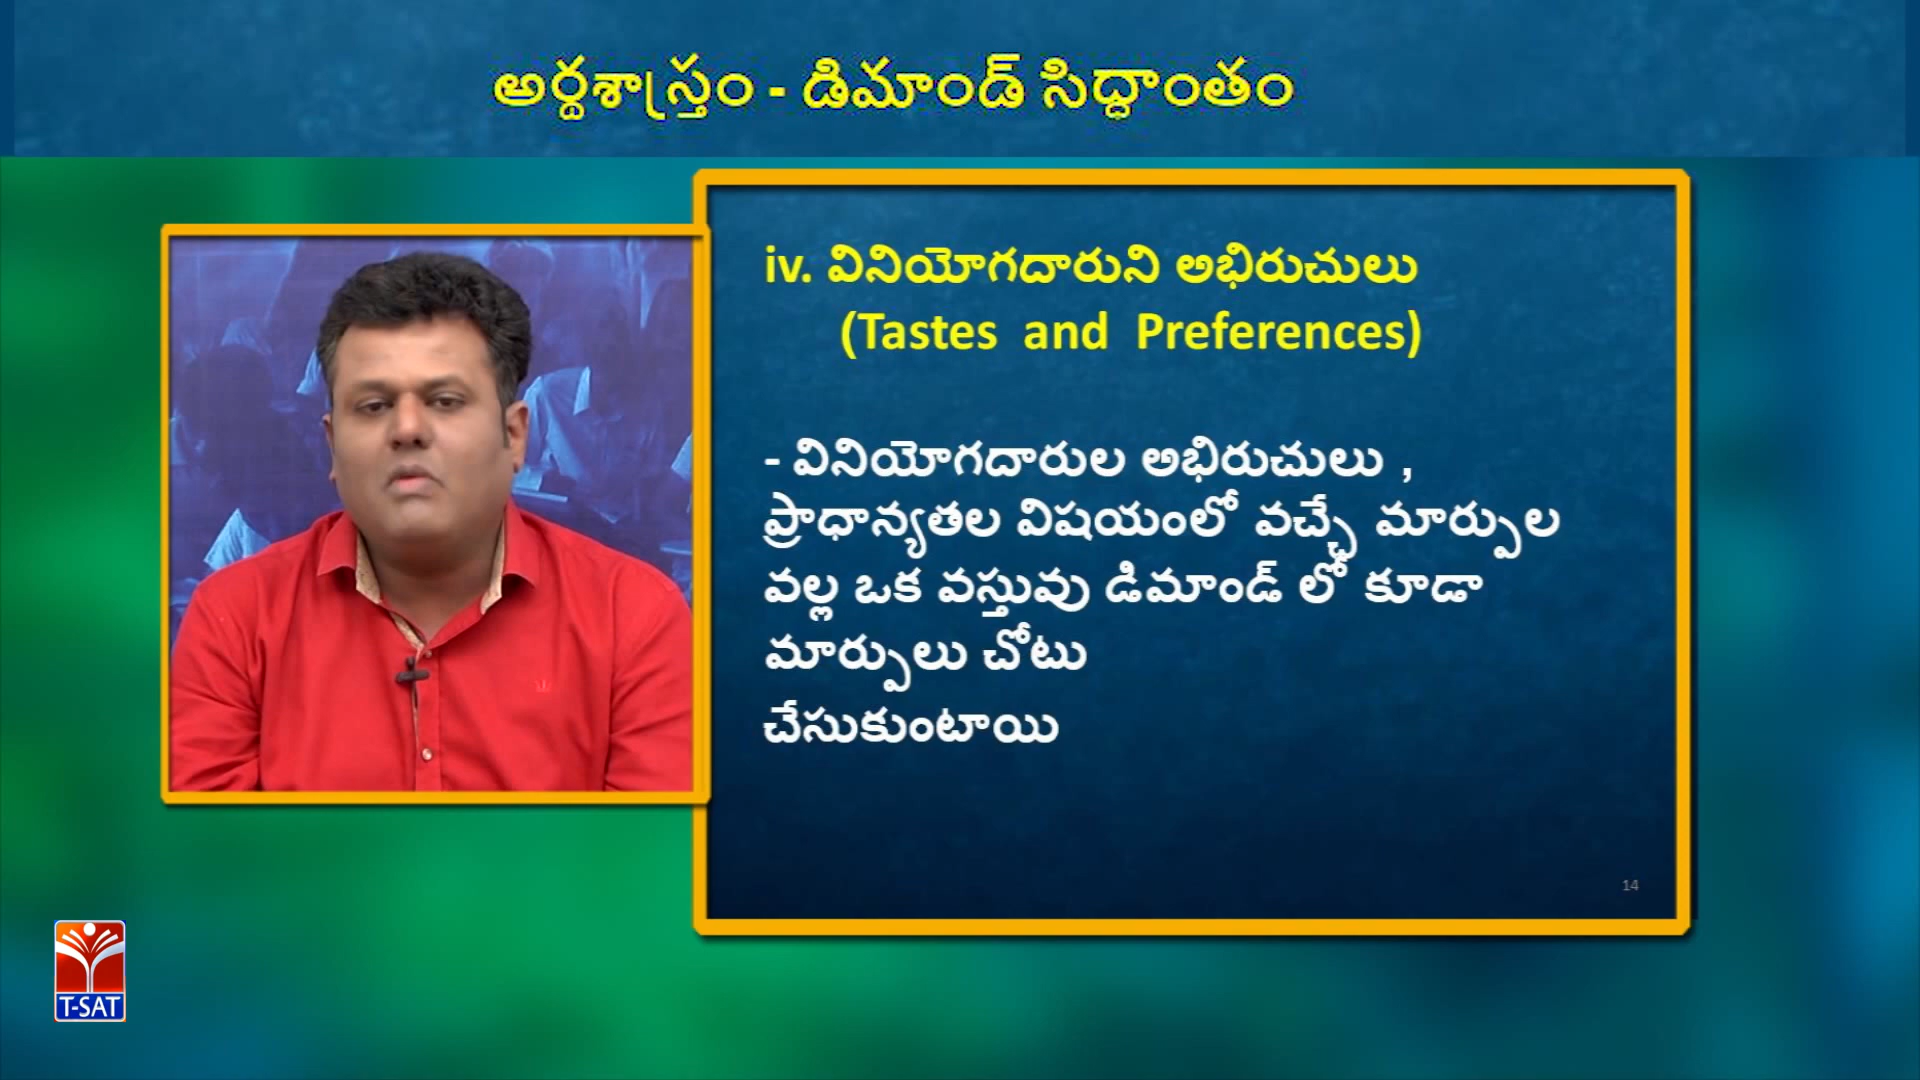 అర్థశాస్త్రం - డిమాండ్ సిద్ధాంతం
iv. వినియోగదారుని అభిరుచులు
(Tastes and Preferences)
- వినియోగదారుల అభిరుచులు ,
ప్రాధాన్యతల విషయంలో వచ్చే మార్పుల
వల్ల ఒక వస్తువు డిమాండ్ లో కూడా
మార్పులు చోటు
చేసుకుంటాయి
14
T-SAT